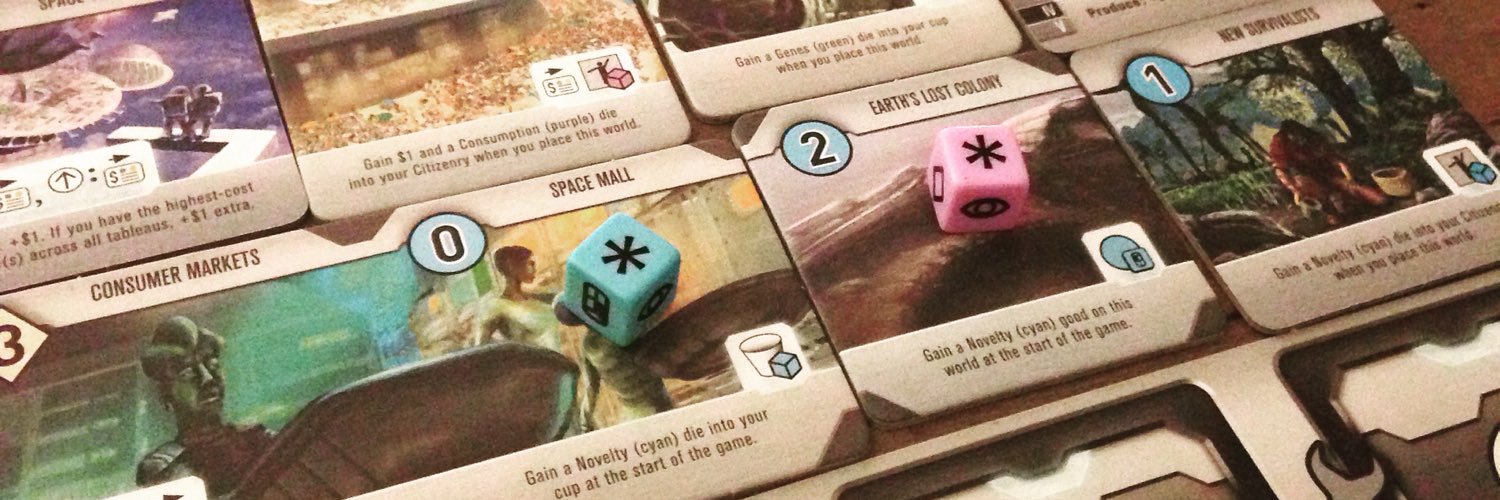 SPACE
+$1. If you have the highest-cost
(s) across all tableaus, +$1 extra.
Gain $1 and a Consumption (purple) die
into your Citizenry when you place this world.
Gain a Genes (green) die into your cup
when you place this world.
Produce
3
CONSUMER MARKETS
0
SPACE MALL
Gain a Novelty (cyan) die into your
cup at the start of the game.
2
EARTH'S LOST COLONY
Gain a Novelty (cyan) good on this
world at the start of the game.
1
NEW SURVIVALISTS
Gain a Novelty (cyan) die into your
when you place this world.